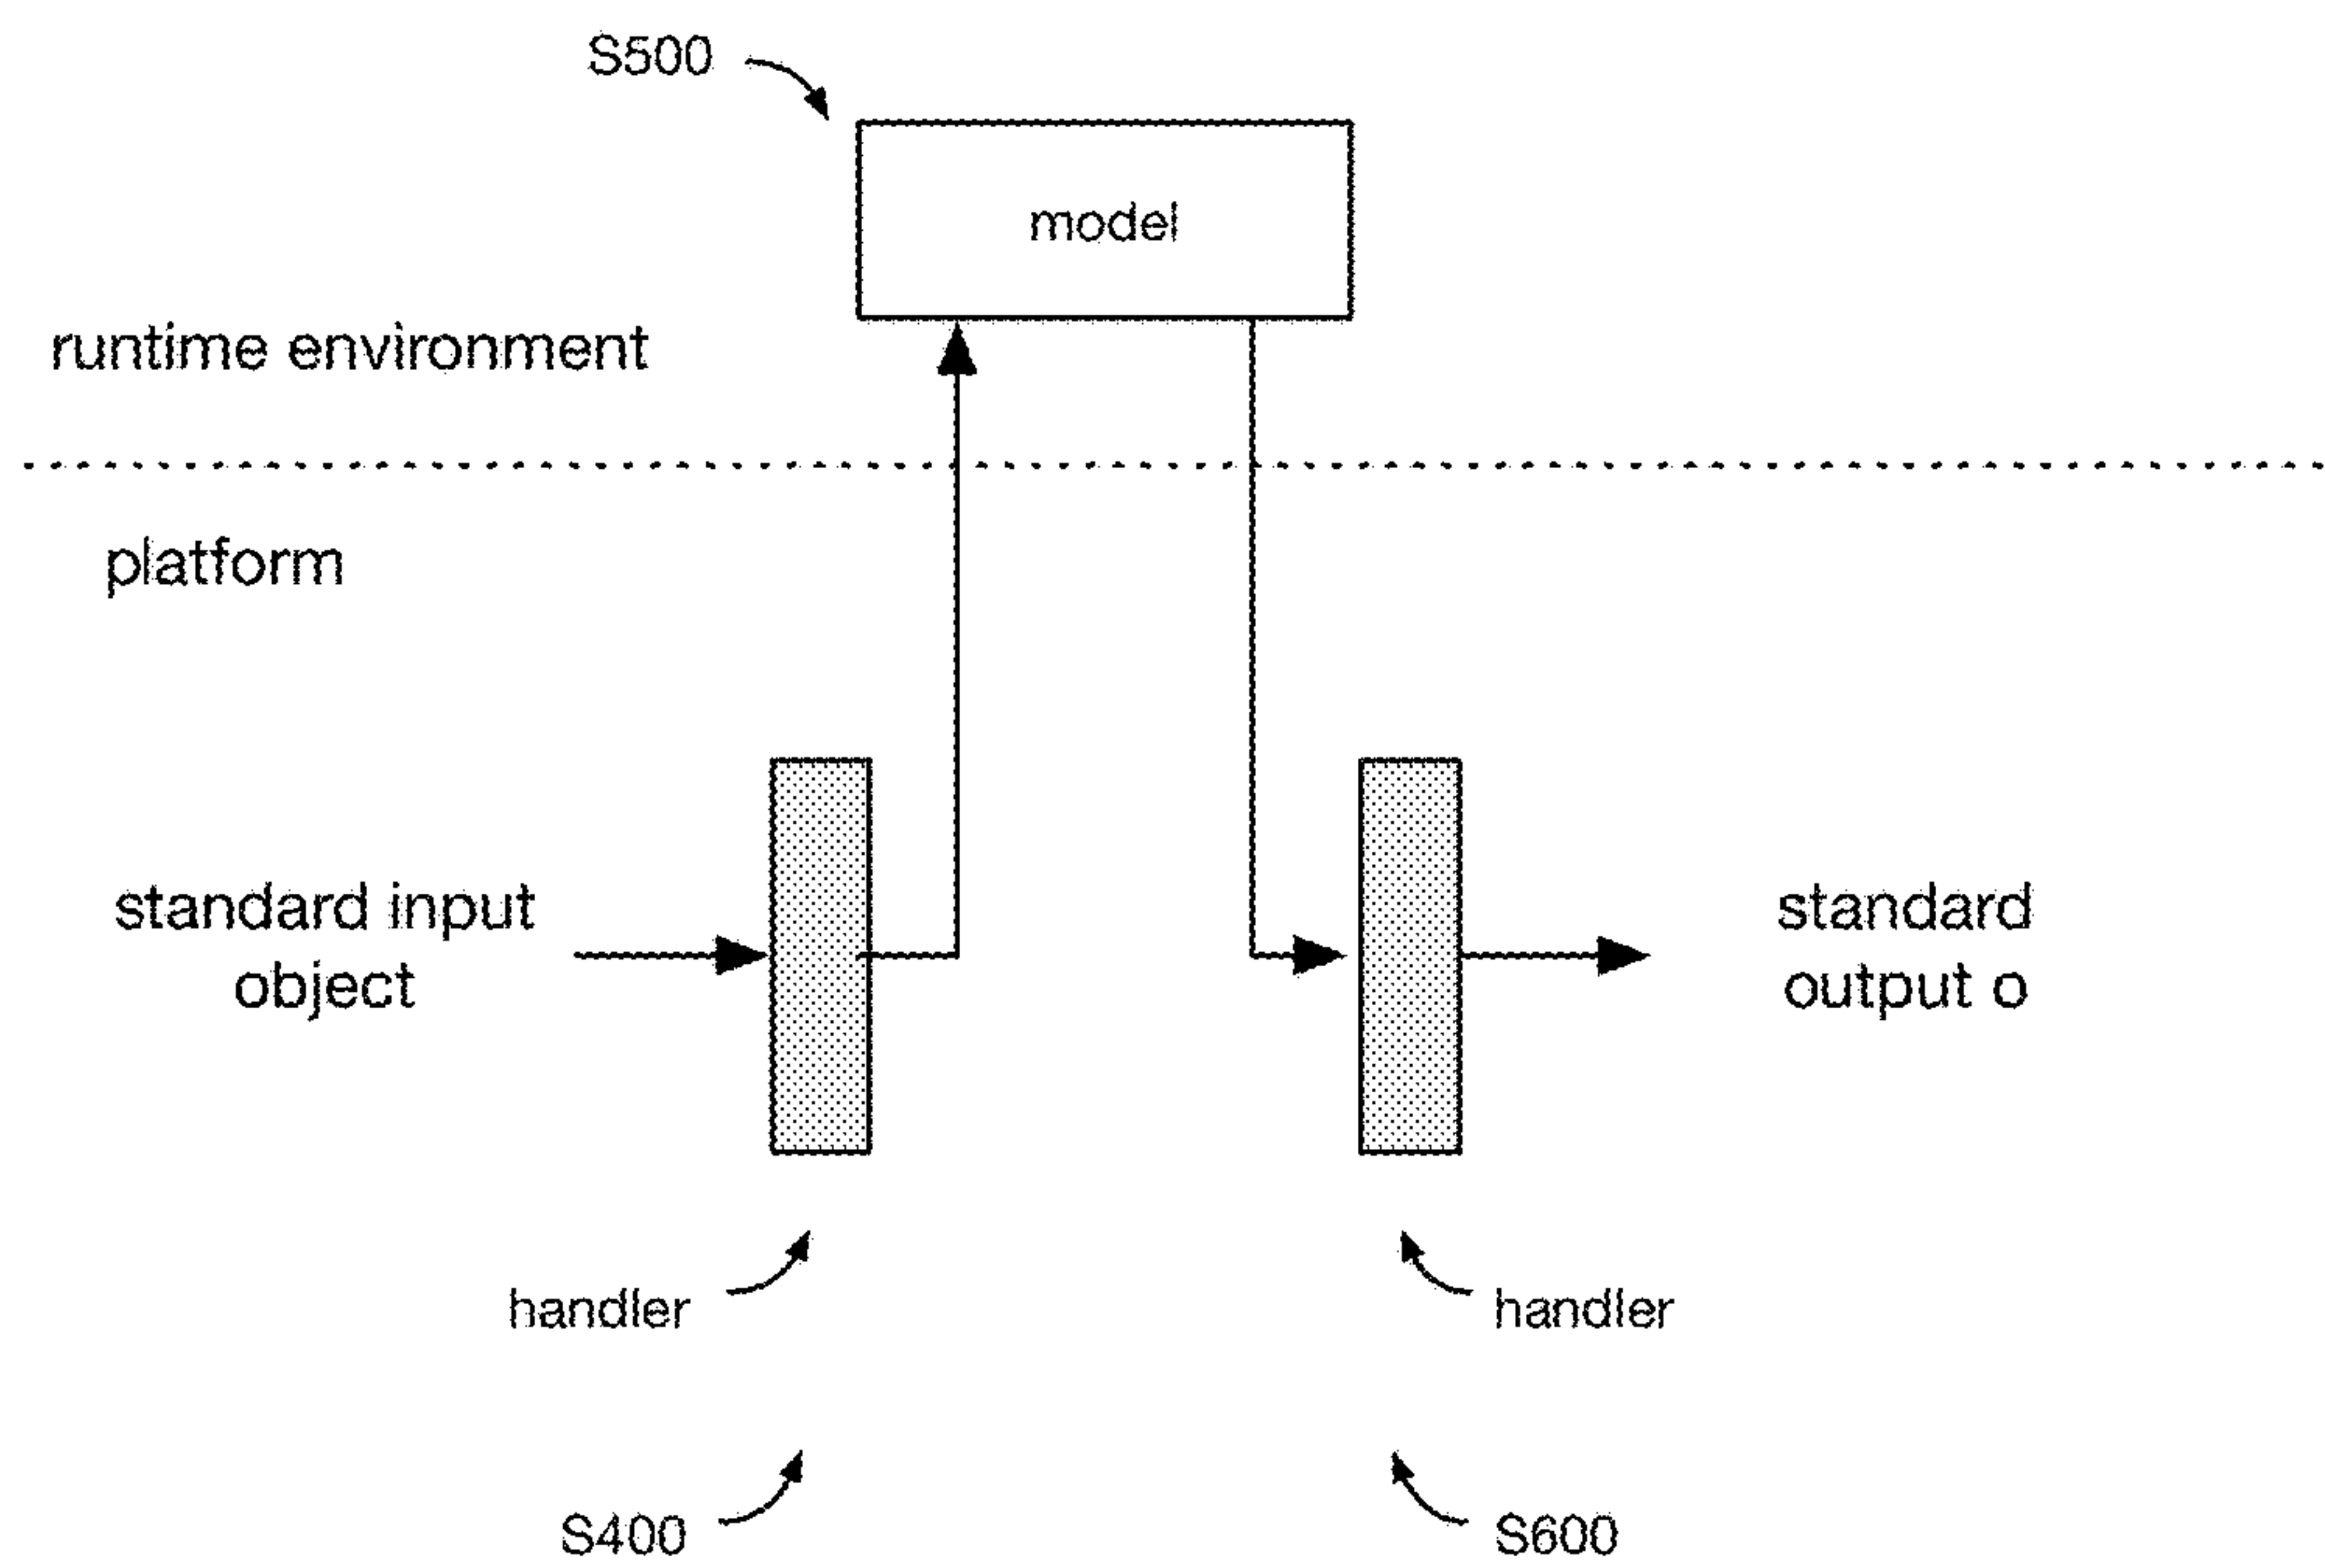 S500
model
runtime environment
platform
standard input
object
standard
output o
handler
handler
S400
S600